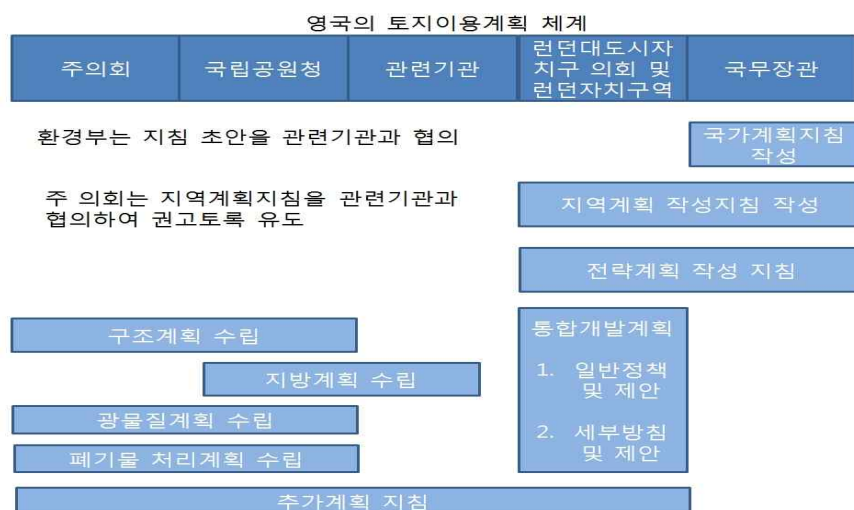 영국의 토지이용계획 체계
주의회
국립공원청
관련기관
런던대도시자
치구 의회 및
런던자치구역
국무장관
환경부는 지침 초안을 관련기관과 협의
국가계획지침
작성
주 의회는 지역계획지침을 관련기관과
협의하여 권고토록 유도
지역계획 작성지침 작성
전략계획 작성 지침
구조계획 수립
지방계획 수립
광물질계획 수립
폐기물 처리계획 수립
통합개발계획
1. 일반정책
및 제안
2. 세부방침
및 제안
추가계획 지침